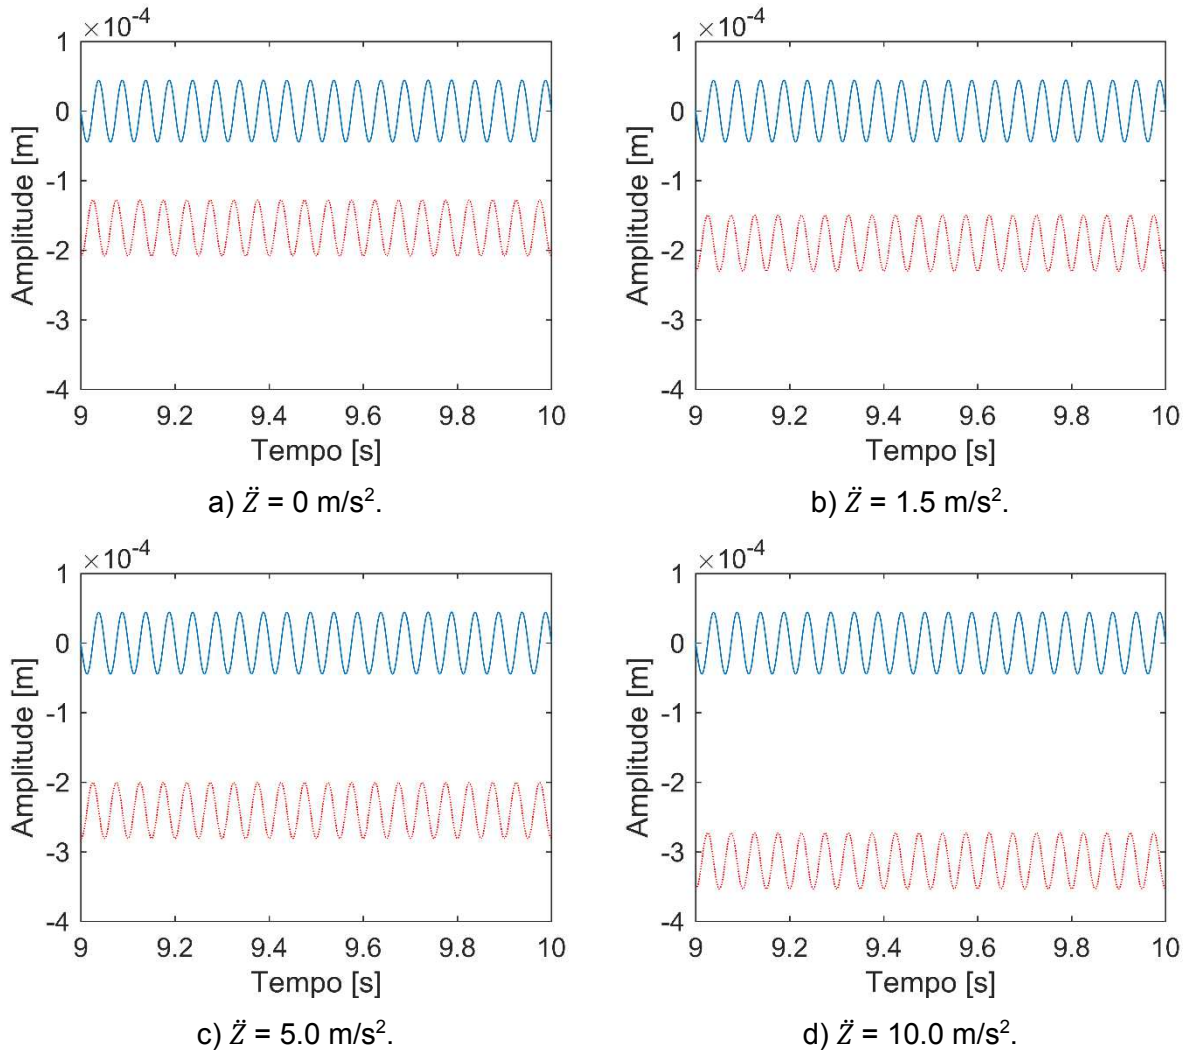 ×10⁻⁴ ×10⁻⁴
1 1
0 0
-1 -1
-2 -2
-3 -3
-4 -4
Amplitude [m] Amplitude [m]
9 9.2 9.4 9.6 9.8 10 9 9.2 9.4 9.6 9.8 10
Tempo [s] Tempo [s]
a) Z̈ = 0 m/s². b) Z̈ = 1.5 m/s².
×10⁻⁴ ×10⁻⁴
1 1
0 0
-1 -1
-2 -2
-3 -3
-4 -4
Amplitude [m] Amplitude [m]
9 9.2 9.4 9.6 9.8 10 9 9.2 9.4 9.6 9.8 10
Tempo [s] Tempo [s]
c) Z̈ = 5.0 m/s². d) Z̈ = 10.0 m/s².